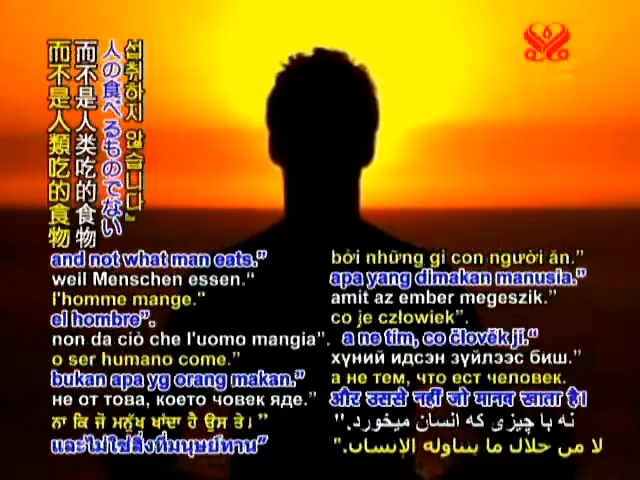 섭취하지 않습니다"
人の食べるものでない
而不是人类吃的食物
而不是人類吃的食物
and not what man eats."
weil Menschen essen."
l'homme mange."
el hombre".
non da ciò che l'uomo mangia".
o ser humano come."
bukan apa yg orang makan."
не от това, което човек яде."
ਨਾ ਕਿ ਜੋ ਮਨੁੱਖ ਖਾਂਦਾ ਹੈ ਉਸ ਤੇ।"
และไม่ใช่สิ่งที่มนุษย์ทาน"
bởi những gì con người ăn."
apa yang dimakan manusia."
amit az ember megeszik."
co je człowiek".
a ne tím, co člověk jí."
хүний идсэн зүйлээс биш."
а не тем, что ест человек.
और उससे नहीं जो मानव खाता है।
نه با چیزی که انسان میخورد."
لا من خلال ما يتناوله الإنسان."